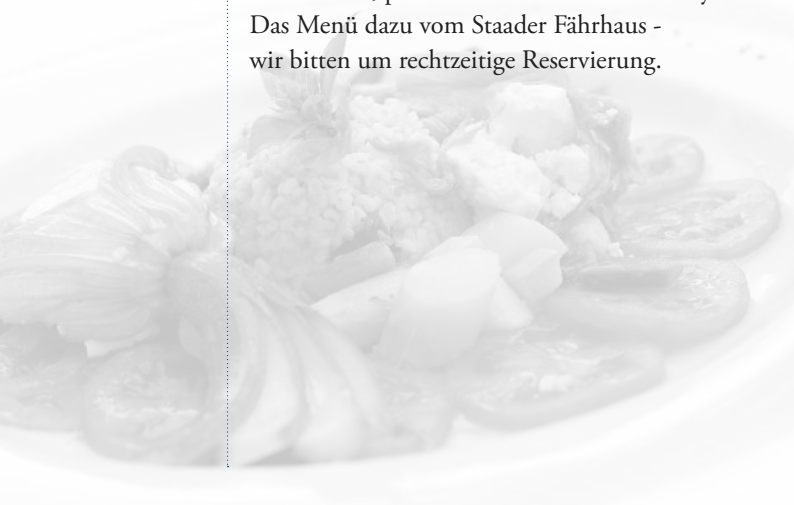 Das Menü dazu vom Staader Fährhaus -
wir bitten um rechtzeitige Reservierung.